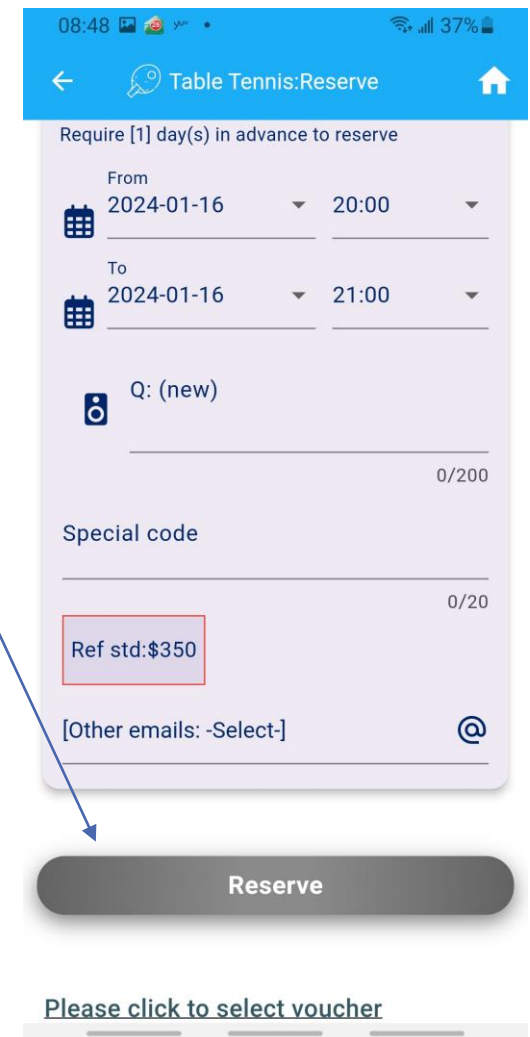 08:48
37%
Table Tennis:Reserve
Require [1] day(s) in advance to reserve
From
2024-01-16 20:00
To
2024-01-16 21:00
Q: (new)
0/200
Special code
0/20
Ref std:$350
[Other emails: -Select-] @
Reserve
Please click to select voucher